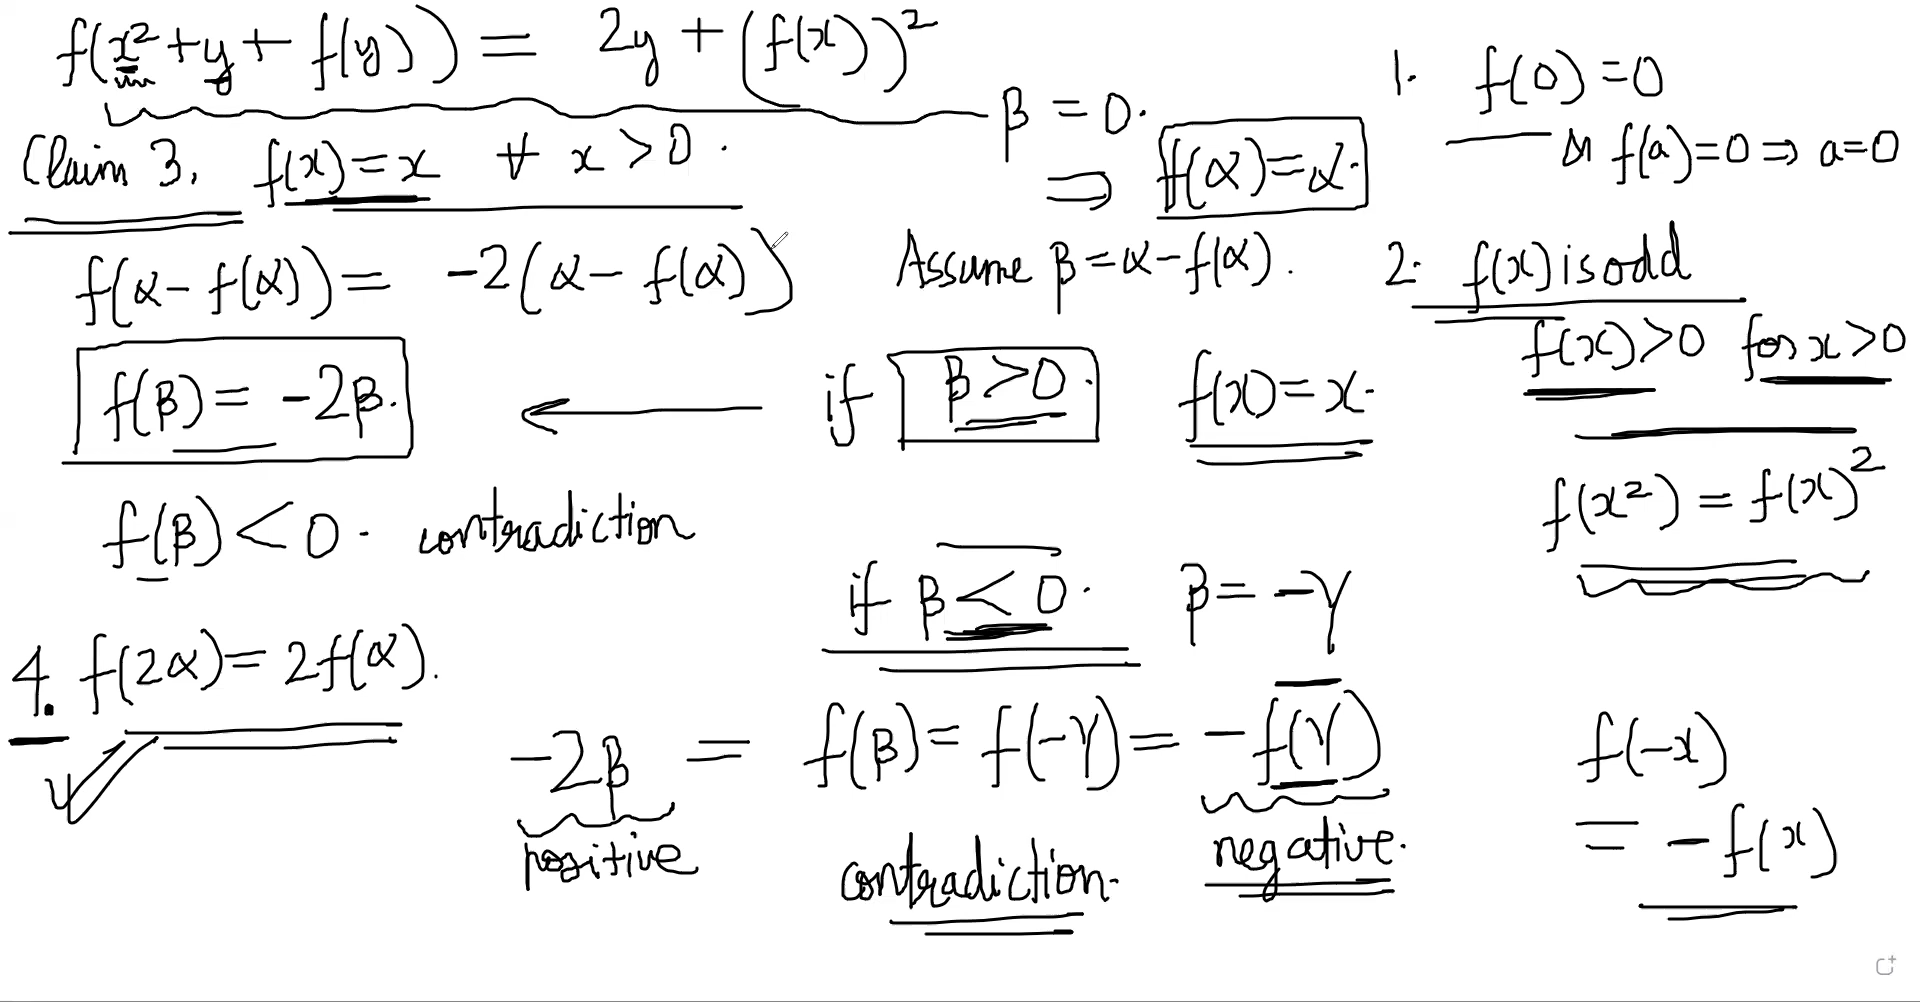 f(x² + y + f(y)) = 2y + (f(x))²
Claim 3. f(x) = x ∀ x > 0.
f(α - f(α)) = -2(α - f(α))
f(β) = -2β.
f(β) < 0. contradiction
4. f(2α) = 2f(α).
β = 0.
⇒ f(α) = α.
Assume β = α - f(α).
if β > 0. f(x) = x.
if β < 0. β = -γ
-2β = f(β) = f(-γ) = -f(γ)
positive negative.
contradiction.
1. f(0) = 0
& f(a) = 0 ⇒ a = 0
2. f(x) is odd
f(x) > 0 for x > 0
f(x²) = f(x)²
f(-x)
= -f(x)